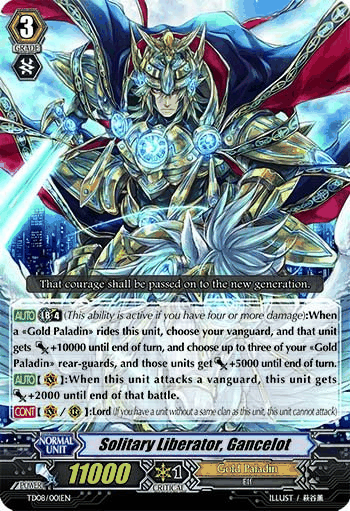 3
GRADE
That courage shall be passed on to the new generation.
AUTO LB4 (This ability is active if you have four or more damage):When
a «Gold Paladin» rides this unit, choose your vanguard, and that unit
gets +10000 until end of turn, and choose up to three of your «Gold
Paladin» rear-guards, and those units get +5000 until end of turn.
AUTO [ ]:When this unit attacks a vanguard, this unit gets
+2000 until end of that battle.
CONT [ / ]:Lord (If you have a unit without a same clan as this unit, this unit cannot attack)
NORMAL UNIT
Solitary Liberator, Gancelot
POWER 11000 1 CRITICAL
Gold Paladin
Elf
TD08/001EN
ILLUST / 萩谷薫